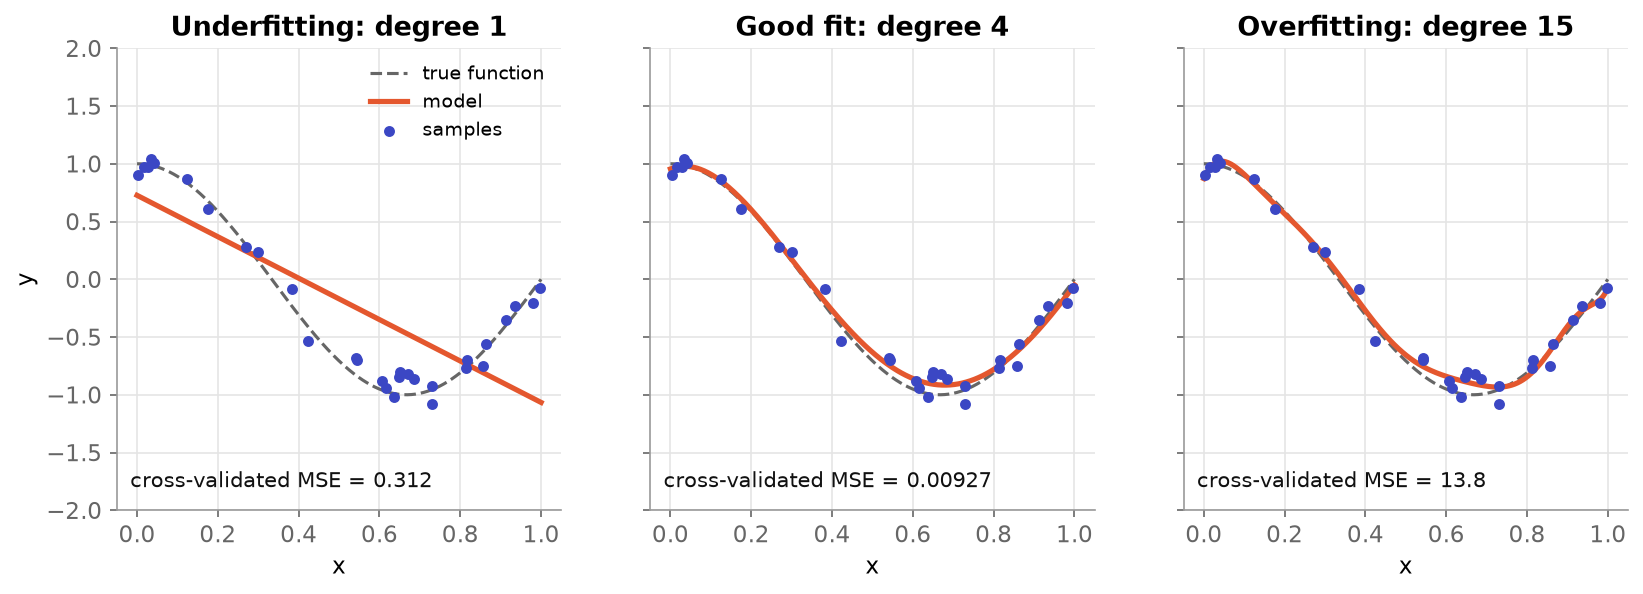 Underfitting: degree 1
Good fit: degree 4
Overfitting: degree 15
2.0
1.5
1.0
0.5
0.0
−0.5
−1.0
−1.5
−2.0
y
true function
model
samples
cross-validated MSE = 0.312
cross-validated MSE = 0.00927
cross-validated MSE = 13.8
0.0 0.2 0.4 0.6 0.8 1.0
0.0 0.2 0.4 0.6 0.8 1.0
0.0 0.2 0.4 0.6 0.8 1.0
x
x
x